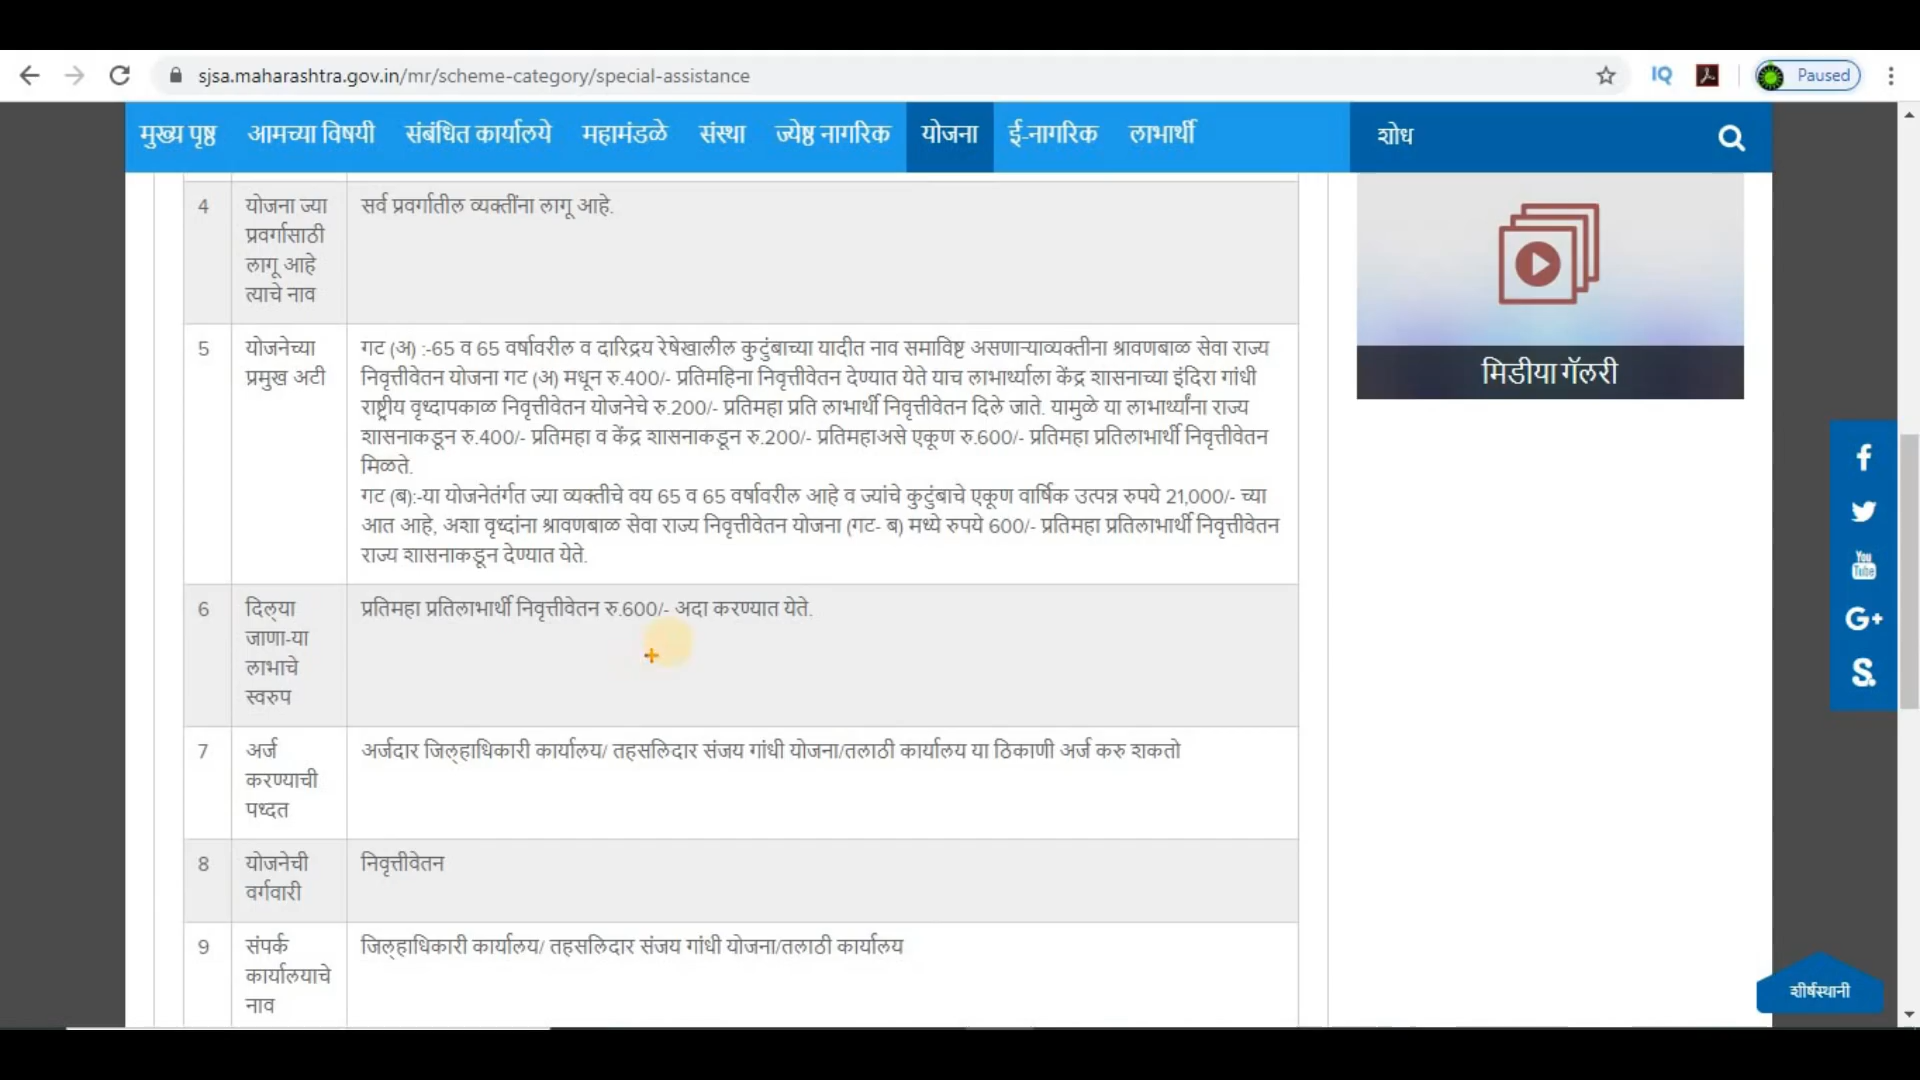 sjsa.maharashtra.gov.in/mr/scheme-category/special-assistance
IQ
Paused
मुख्य पृष्ठ आमच्या विषयी संबंधित कार्यालये महामंडळे संस्था ज्येष्ठ नागरिक योजना ई-नागरिक लाभार्थी शोध
4 योजना ज्या सर्व प्रवर्गातील व्यक्तींना लागू आहे.
प्रवर्गासाठी
लागू आहे
त्याचे नाव
मिडीया गॅलरी
5 योजनेच्या गट (अ) :-65 व 65 वर्षावरील व दारिद्रय रेषेखालील कुटुंबाच्या यादीत नाव समाविष्ट असणाऱ्याव्यक्तीना श्रावणबाळ सेवा राज्य
प्रमुख अटी निवृत्तीवेतन योजना गट (अ) मधून रु.400/- प्रतिमहिना निवृत्तीवेतन देण्यात येते याच लाभार्थ्याला केंद्र शासनाच्या इंदिरा गांधी
राष्ट्रीय वृध्दापकाळ निवृत्तीवेतन योजनेचे रु.200/- प्रतिमहा प्रति लाभार्थी निवृत्तीवेतन दिले जाते. यामुळे या लाभार्थ्यांना राज्य
शासनाकडून रु.400/- प्रतिमहा व केंद्र शासनाकडून रु.200/- प्रतिमहाअसे एकूण रु.600/- प्रतिमहा प्रतिलाभार्थी निवृत्तीवेतन
मिळते.
गट (ब):-या योजनेतंर्गत ज्या व्यक्तीचे वय 65 व 65 वर्षावरील आहे व ज्यांचे कुटुंबाचे एकूण वार्षिक उत्पन्न रुपये 21,000/- च्या
आत आहे, अशा वृध्दांना श्रावणबाळ सेवा राज्य निवृत्तीवेतन योजना (गट- ब) मध्ये रुपये 600/- प्रतिमहा प्रतिलाभार्थी निवृत्तीवेतन
राज्य शासनाकडून देण्यात येते.
6 दिल्या प्रतिमहा प्रतिलाभार्थी निवृत्तीवेतन रु.600/- अदा करण्यात येते.
जाणा-या
लाभाचे
स्वरुप
You
Tube
G+
7 अर्ज अर्जदार जिल्हाधिकारी कार्यालय/ तहसलिदार संजय गांधी योजना/तलाठी कार्यालय या ठिकाणी अर्ज करु शकतो
करण्याची
पध्दत
8 योजनेची निवृत्तीवेतन
वर्गवारी
9 संपर्क जिल्हाधिकारी कार्यालय/ तहसलिदार संजय गांधी योजना/तलाठी कार्यालय
कार्यालयाचे
नाव
शीर्षस्थानी